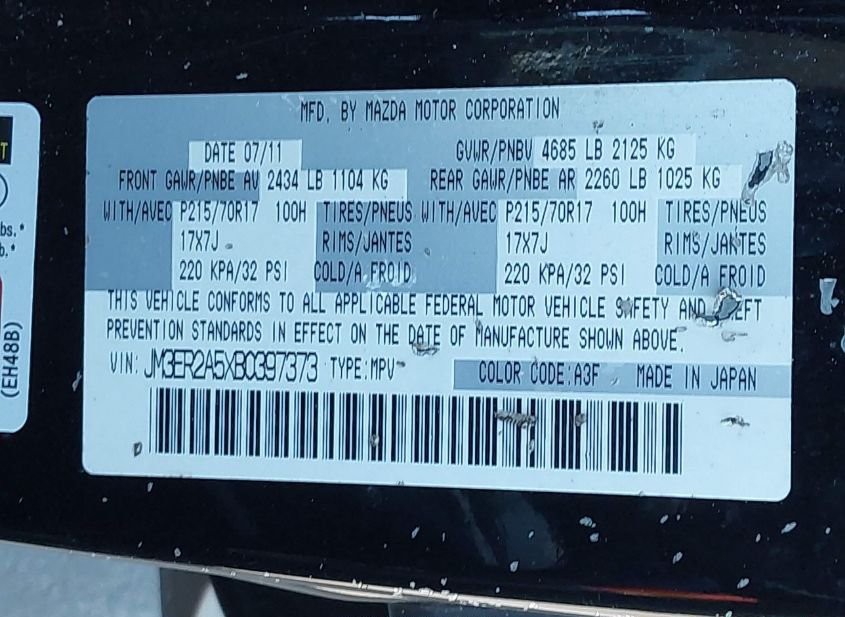 MFD. BY MAZDA MOTOR CORPORATION
DATE 07/11 GVWR/PNBV 4685 LB 2125 KG
FRONT GAWR/PNBE AV 2434 LB 1104 KG REAR GAWR/PNBE AR 2260 LB 1025 KG
WITH/AVEC P215/70R17 100H TIRES/PNEUS WITH/AVEC P215/70R17 100H TIRES/PNEUS
17X7J RIMS/JANTES 17X7J RIMS/JANTES
220 KPA/32 PSI COLD/A FROID 220 KPA/32 PSI COLD/A FROID
THIS VEHICLE CONFORMS TO ALL APPLICABLE FEDERAL MOTOR VEHICLE SAFETY AND THEFT
PREVENTION STANDARDS IN EFFECT ON THE DATE OF MANUFACTURE SHOWN ABOVE.
VIN: JM3ER2A5XB0397373 TYPE:MPV COLOR CODE:A3F MADE IN JAPAN
T
bs.*
b.*
(EH48B)